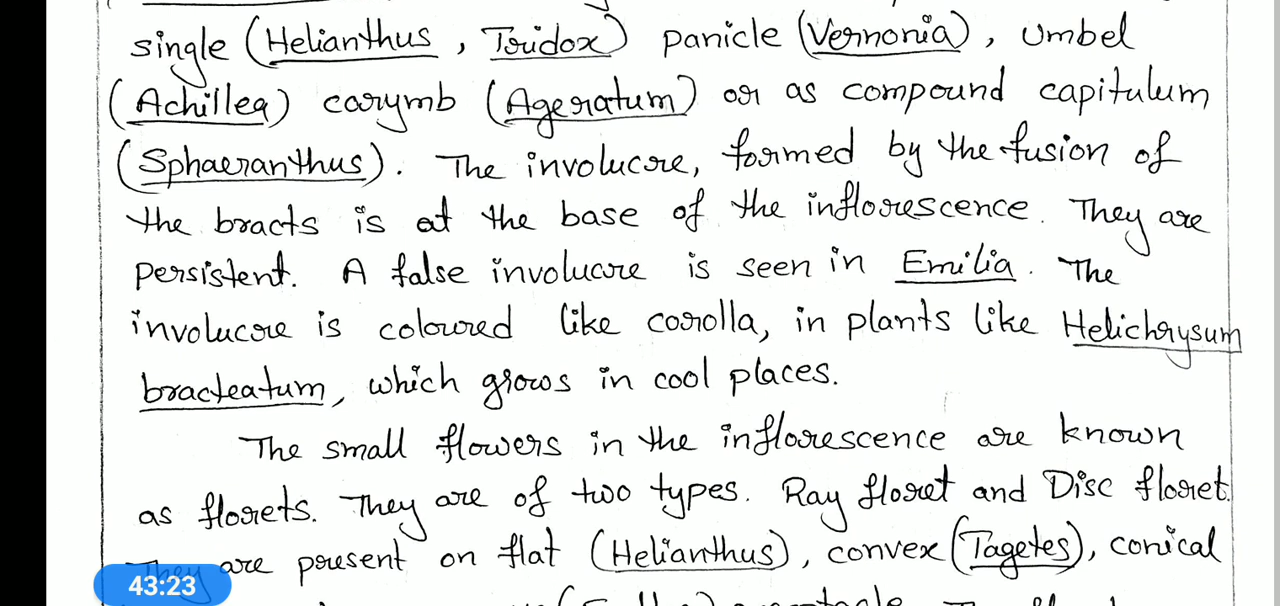 single (Helianthus, Tridox) panicle (Vernonia), Umbel
(Achillea) corymb (Ageratum) or as compound capitulum
(Sphaeranthus). The involucre, formed by the fusion of
the bracts is at the base of the inflorescence. They are
persistent. A false involucre is seen in Emilia. The
involucre is coloured like corolla, in plants like Helichrysum
bracteatum, which grows in cool places.
The small flowers in the inflorescence are known
as florets. They are of two types. Ray floret and Disc floret.
They are present on flat (Helianthus), convex (Tagetes), conical
43:23